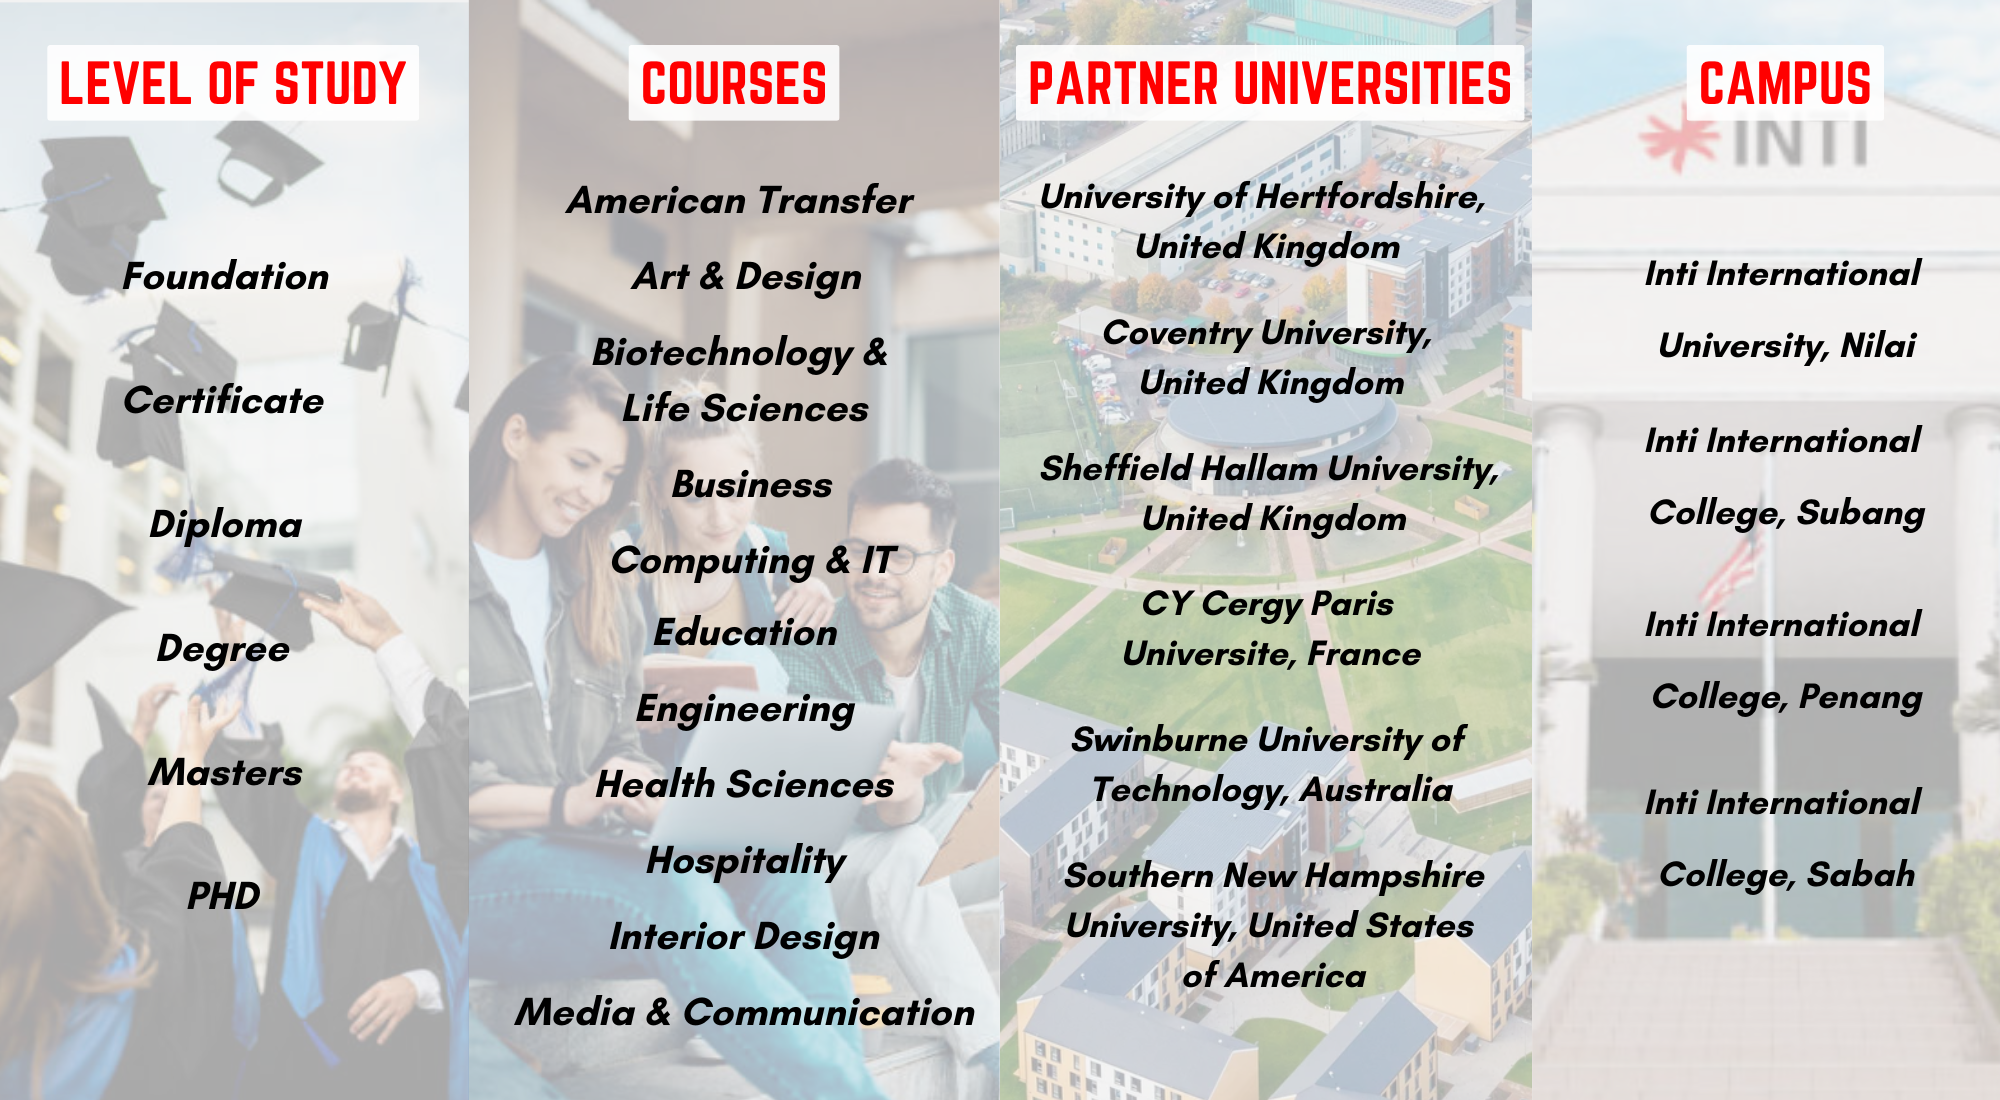 LEVEL OF STUDY
Foundation
Certificate
Diploma
Degree
Masters
PHD
COURSES
American Transfer
Art & Design
Biotechnology &
Life Sciences
Business
Computing & IT
Education
Engineering
Health Sciences
Hospitality
Interior Design
Media & Communication
PARTNER UNIVERSITIES
University of Hertfordshire,
United Kingdom
Coventry University,
United Kingdom
Sheffield Hallam University,
United Kingdom
CY Cergy Paris
Universite, France
Swinburne University of
Technology, Australia
Southern New Hampshire
University, United States
of America
CAMPUS
INTI
Inti International
University, Nilai
Inti International
College, Subang
Inti International
College, Penang
Inti International
College, Sabah